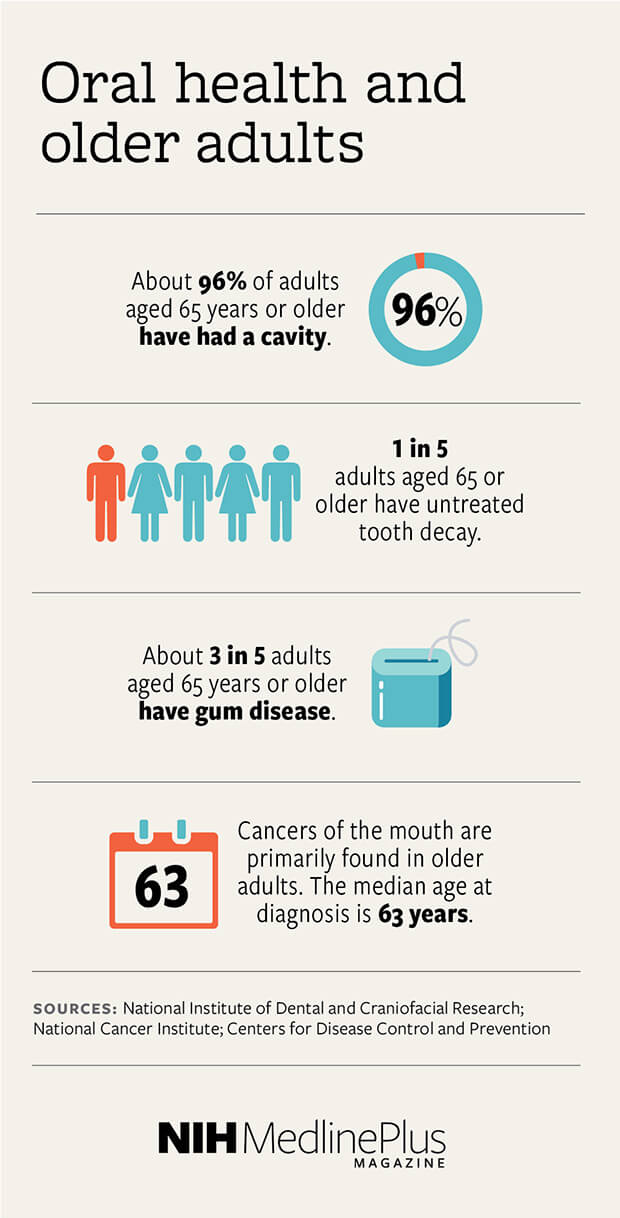 Oral health and
older adults
About 96% of adults
aged 65 years or older
have had a cavity.
96%
1 in 5
adults aged 65 or
older have untreated
tooth decay.
About 3 in 5 adults
aged 65 years or older
have gum disease.
63
Cancers of the mouth are
primarily found in older
adults. The median age at
diagnosis is 63 years.
SOURCES: National Institute of Dental and Craniofacial Research;
National Cancer Institute; Centers for Disease Control and Prevention
NIH MedlinePlus
MAGAZINE